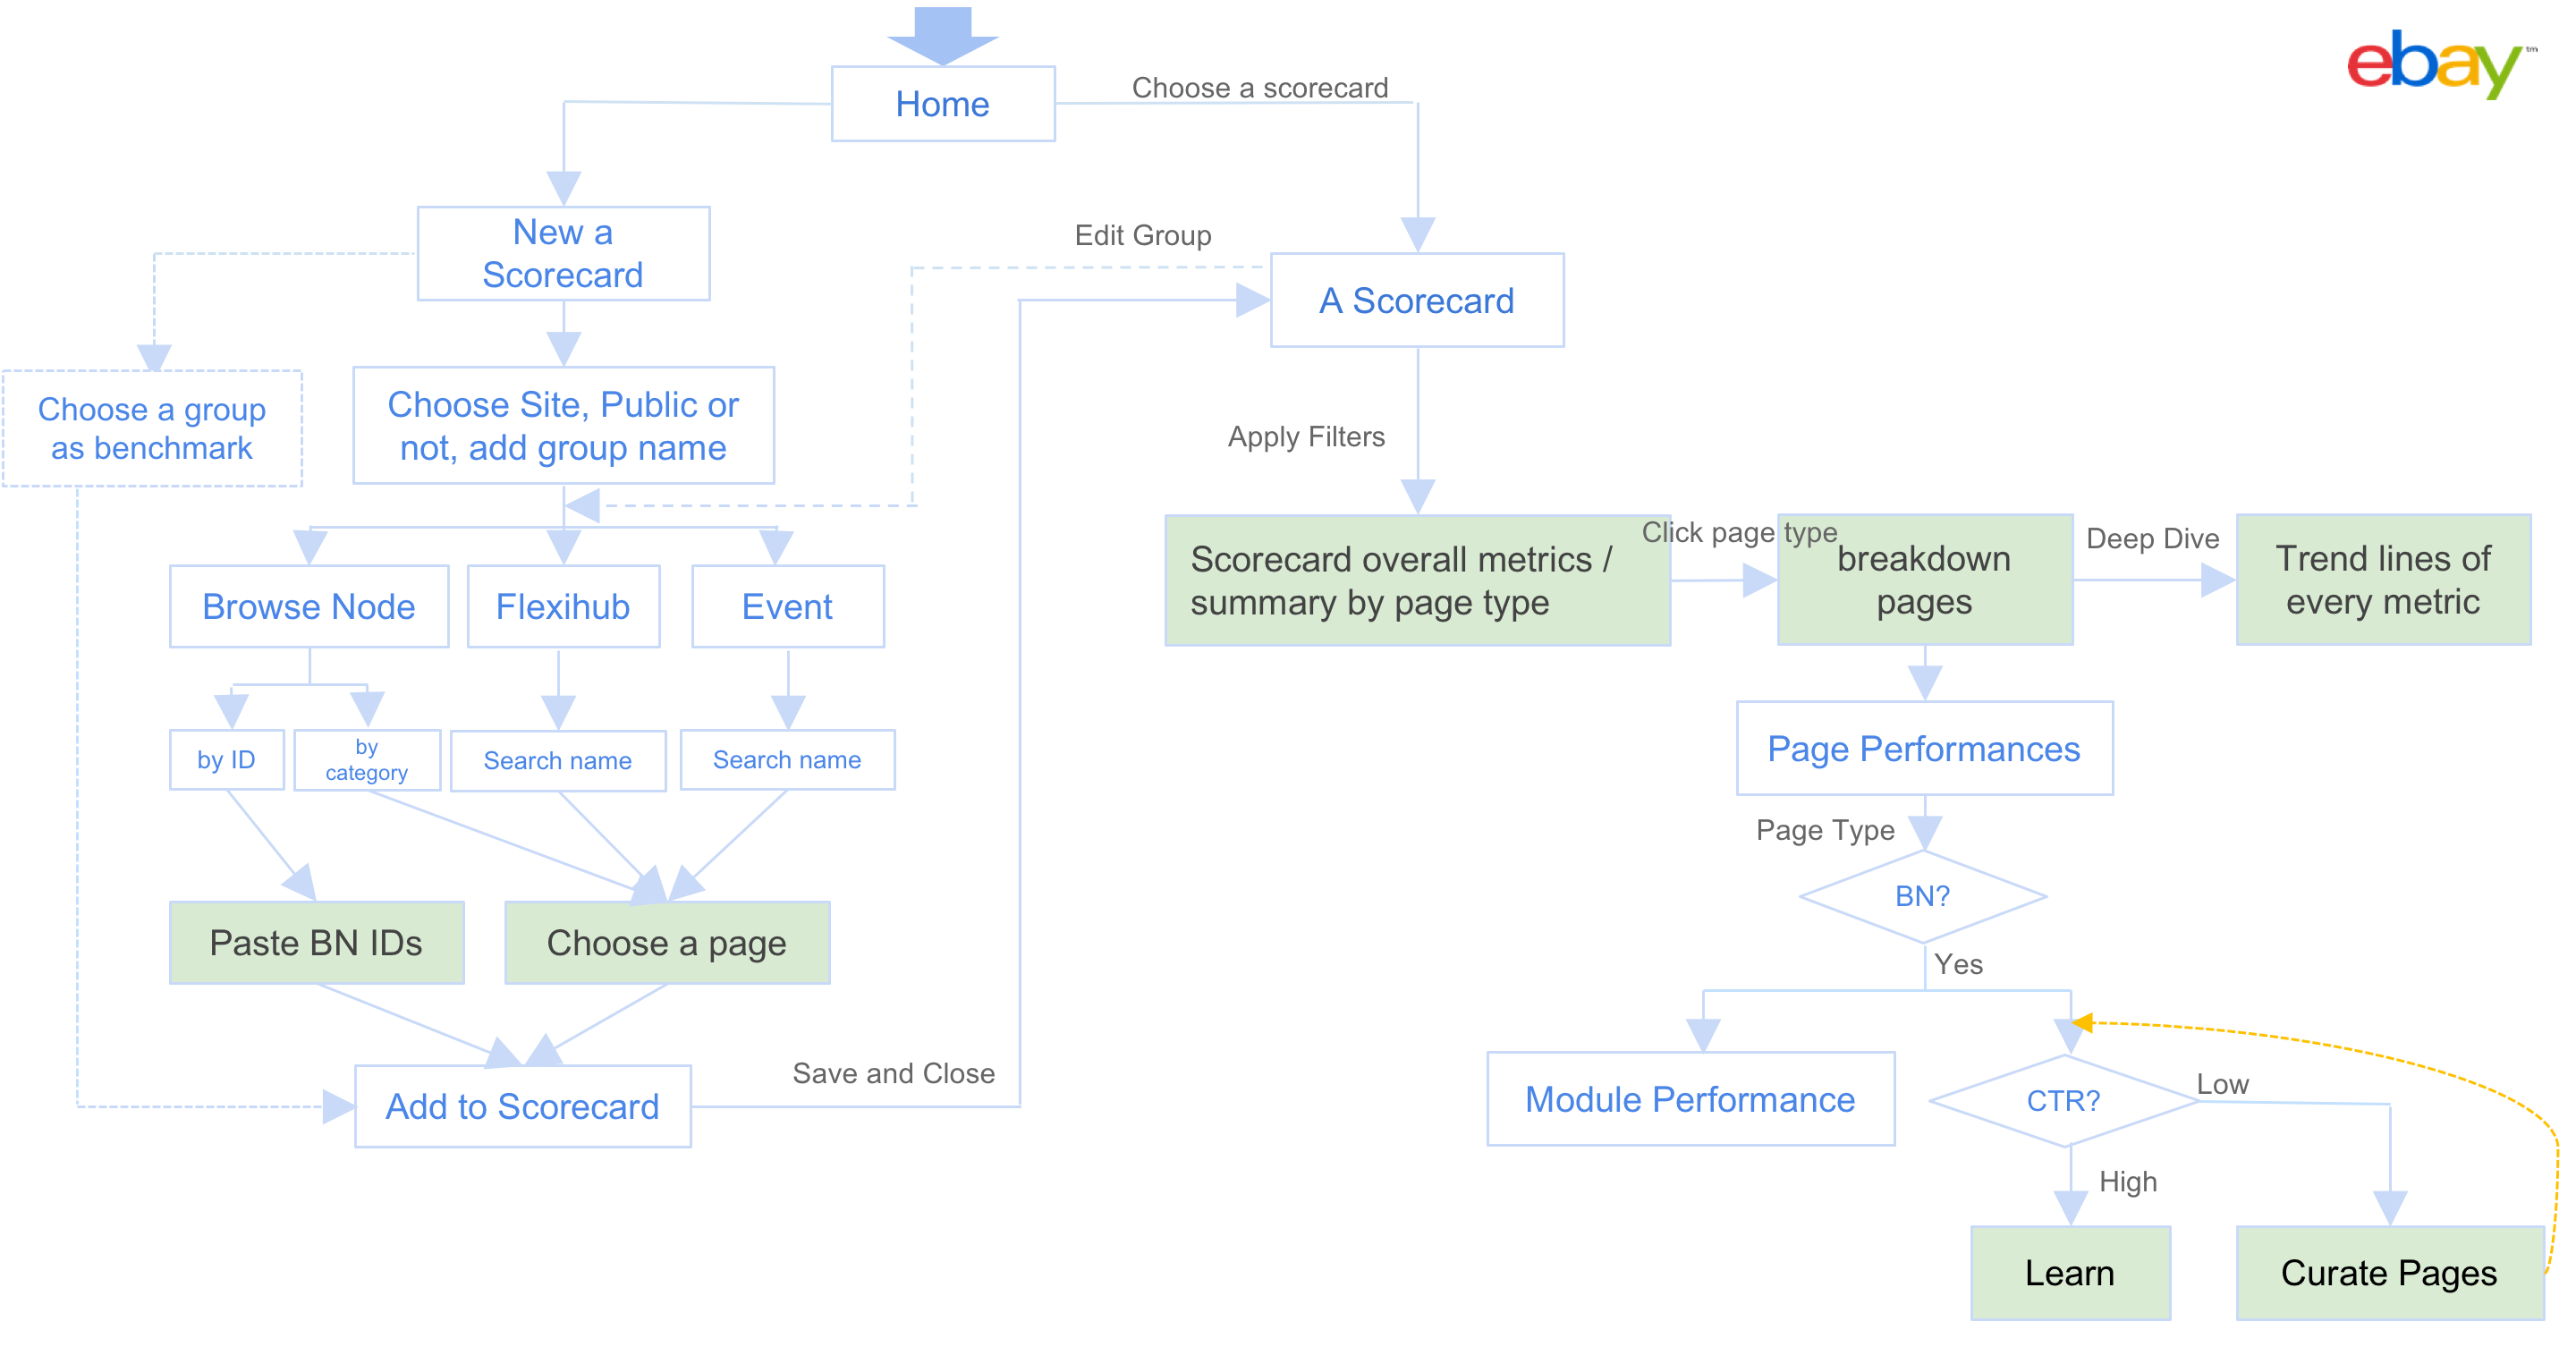 ebay™
Home
Choose a scorecard
New a
Scorecard
Edit Group
A Scorecard
Choose a group
as benchmark
Choose Site, Public or
not, add group name
Apply Filters
Scorecard overall metrics /
summary by page type
Click page type
breakdown
pages
Deep Dive
Trend lines of
every metric
Browse Node
Flexihub
Event
by ID
by
category
Search name
Search name
Page Performances
Page Type
BN?
Yes
Paste BN IDs
Choose a page
Add to Scorecard
Save and Close
Module Performance
CTR?
Low
High
Learn
Curate Pages